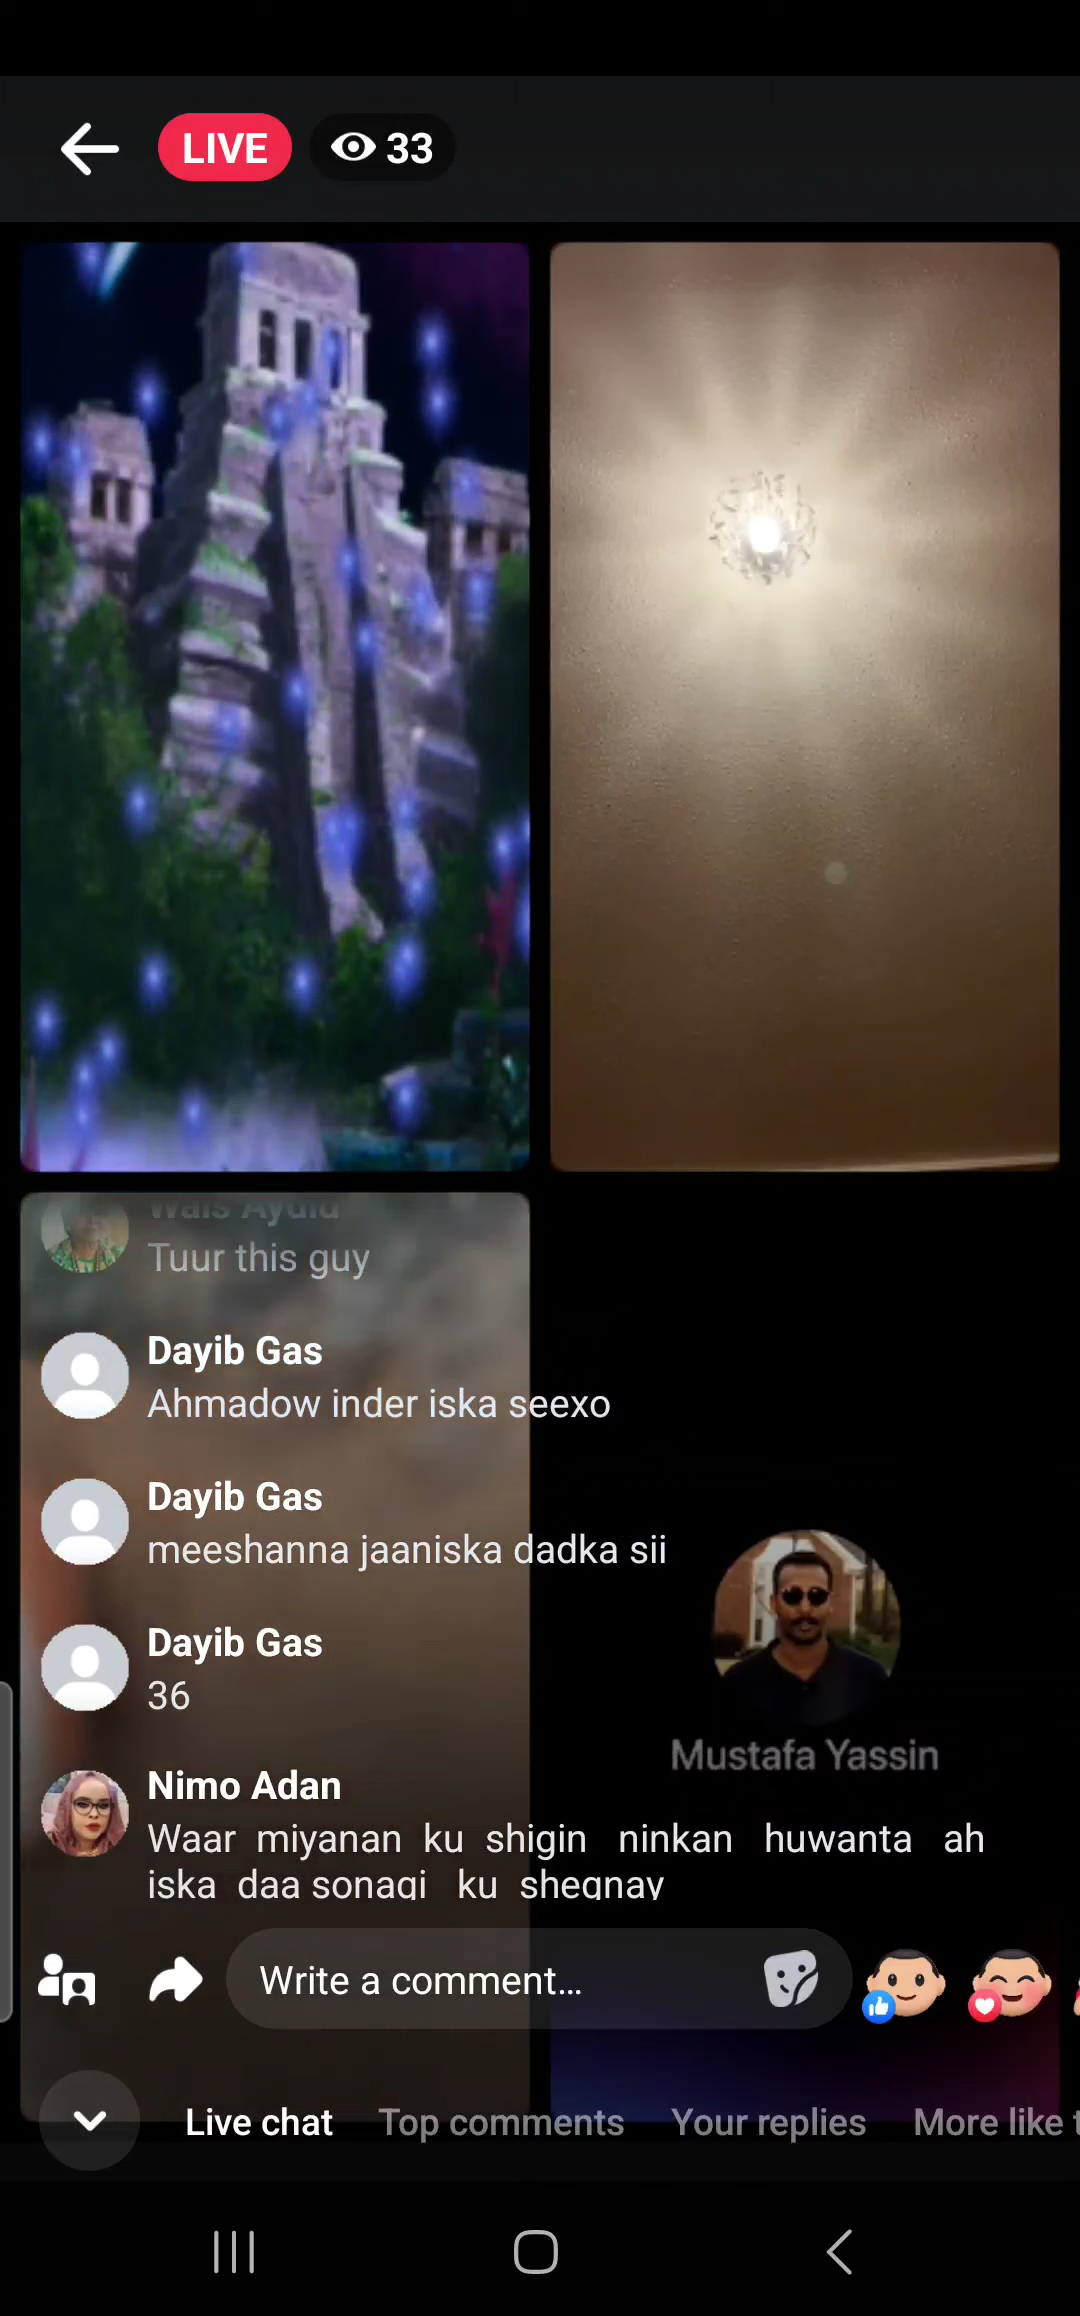 LIVE
33
Wais Aydid
Tuur this guy
Dayib Gas
Ahmadow inder iska seexo
Dayib Gas
meeshanna jaaniska dadka sii
Dayib Gas
36
Mustafa Yassin
Nimo Adan
Waar miyanan ku shigin ninkan huwanta ah
iska daa sonagi ku shegnay
Write a comment...
Live chat
Top comments
Your replies
More like